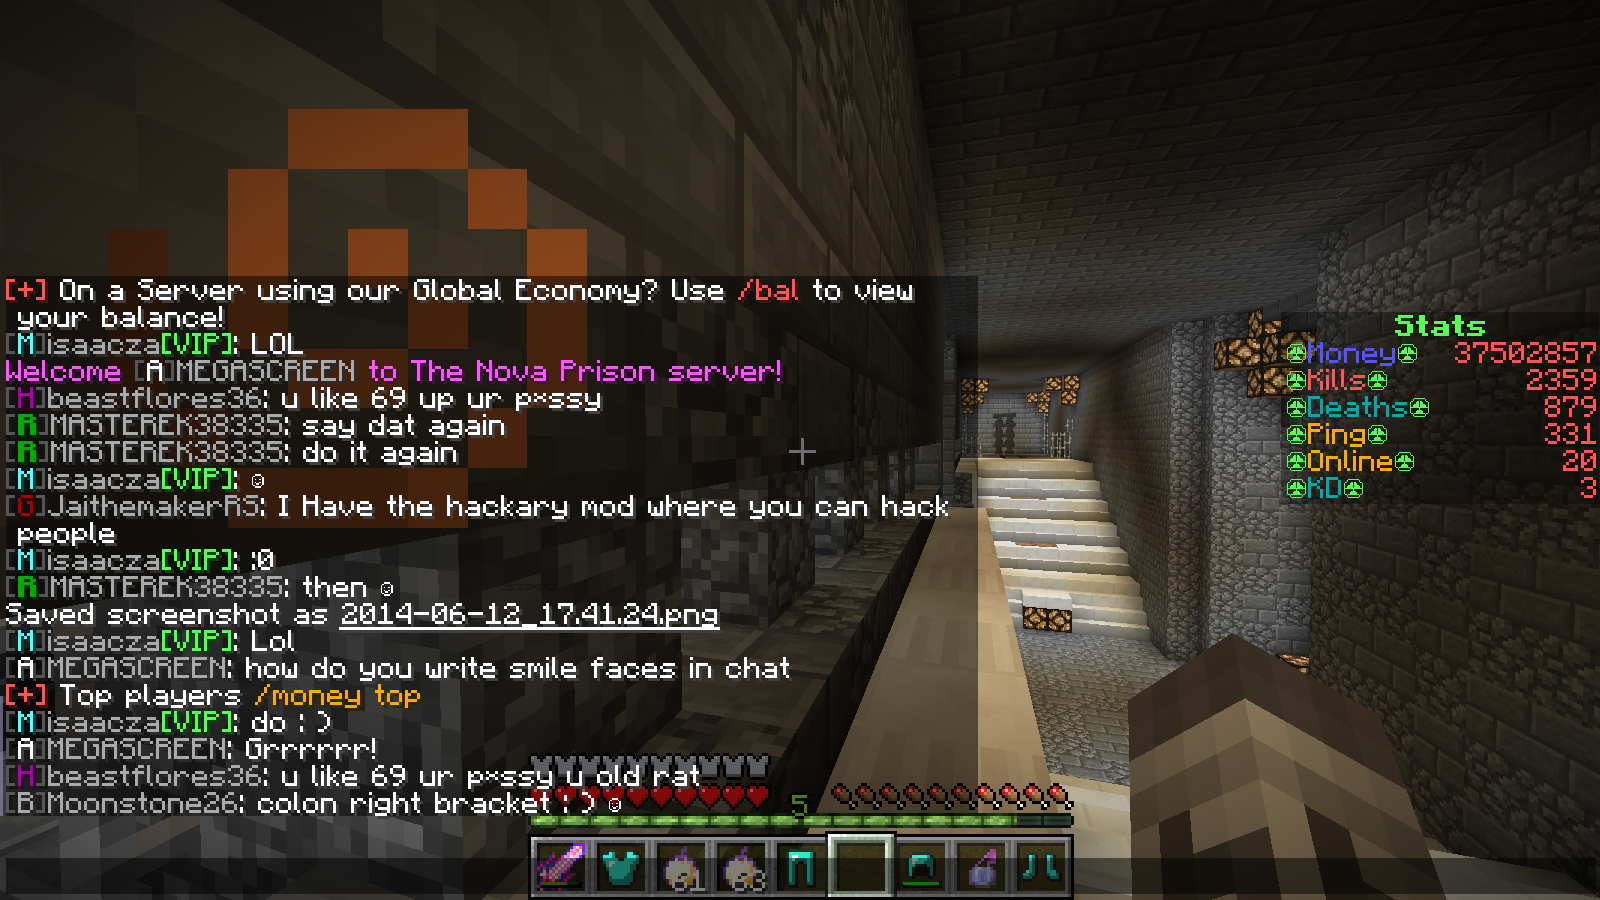 [+] On a Server using our Global Economy? Use /bal to view
your balance!
[M]isaacza[VIP]: LOL
Welcome [A]MEGASCREEN to The Nova Prison server!
[H]beastflores36: u like 69 up ur p*ssy
[R]MASTEREK38335: say dat again
[R]MASTEREK38335: do it again
[M]isaacza[VIP]: ☺
[G]JaithemakerRS: I Have the hackary mod where you can hack
people
[M]isaacza[VIP]: :0
[R]MASTEREK38335: then ☺
Saved screenshot as 2014-06-12_17.41.24.png
[M]isaacza[VIP]: Lol
[A]MEGASCREEN: how do you write smile faces in chat
[+] Top players /money top
[M]isaacza[VIP]: do : )
[A]MEGASCREEN: Grrrrrr!
[H]beastflores36: u like 69 ur p*ssy u old rat
[B]Moonstone26: colon right bracket : ) ☺
Stats
Money 37502857
Kills 2359
Deaths 879
Ping 331
Online 20
KD 3
5
1
3